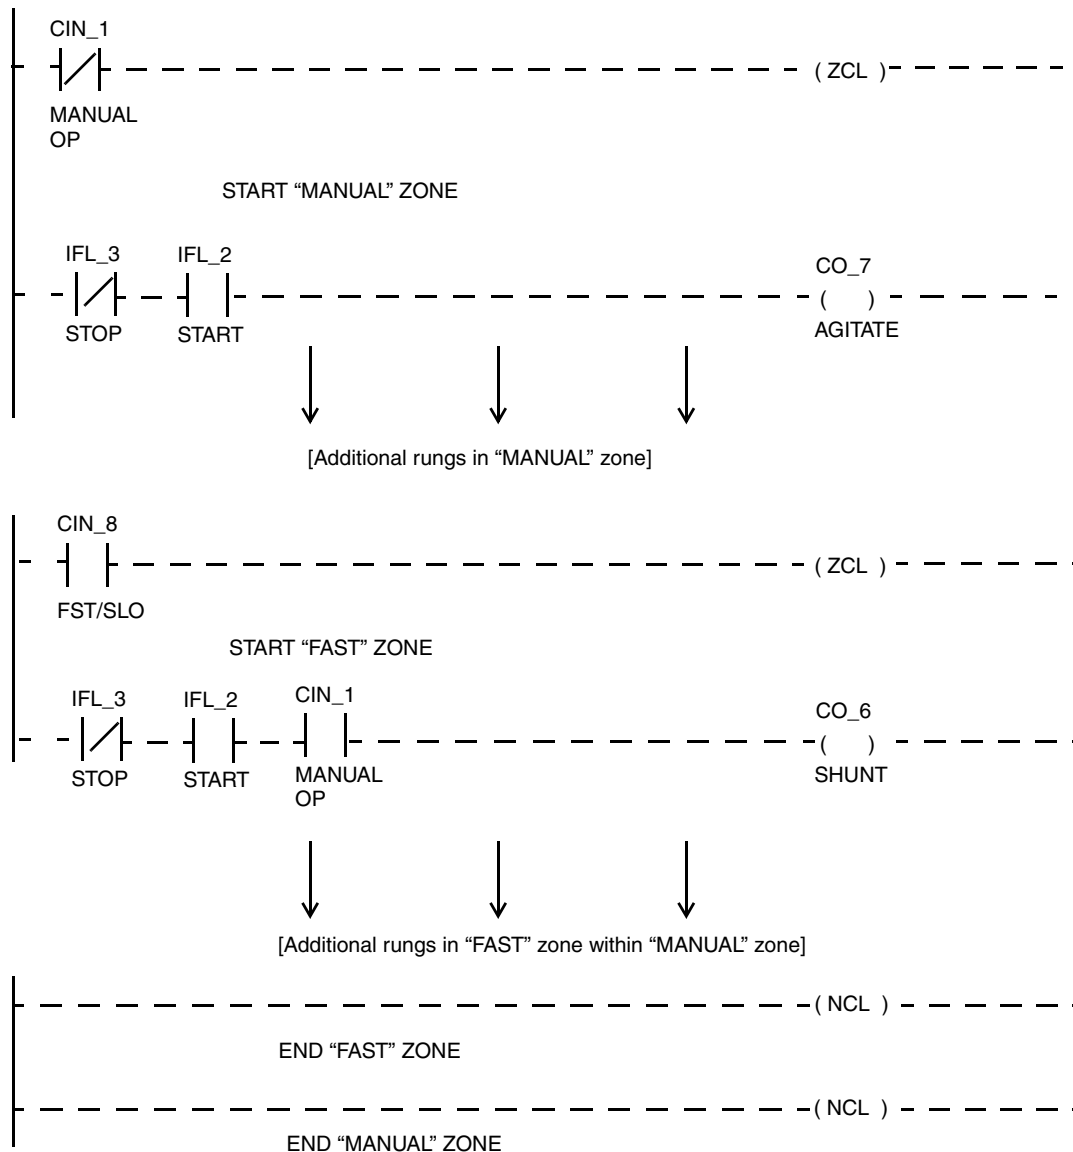 CIN_1
( ZCL )
MANUAL
OP
START “MANUAL” ZONE
IFL_3 IFL_2 CO_7
( )
STOP START AGITATE
[Additional rungs in “MANUAL” zone]
CIN_8
( ZCL )
FST/SLO
START “FAST” ZONE
IFL_3 IFL_2 CIN_1 CO_6
( )
STOP START MANUAL SHUNT
OP
[Additional rungs in “FAST” zone within “MANUAL” zone]
( NCL )
END “FAST” ZONE
( NCL )
END “MANUAL” ZONE